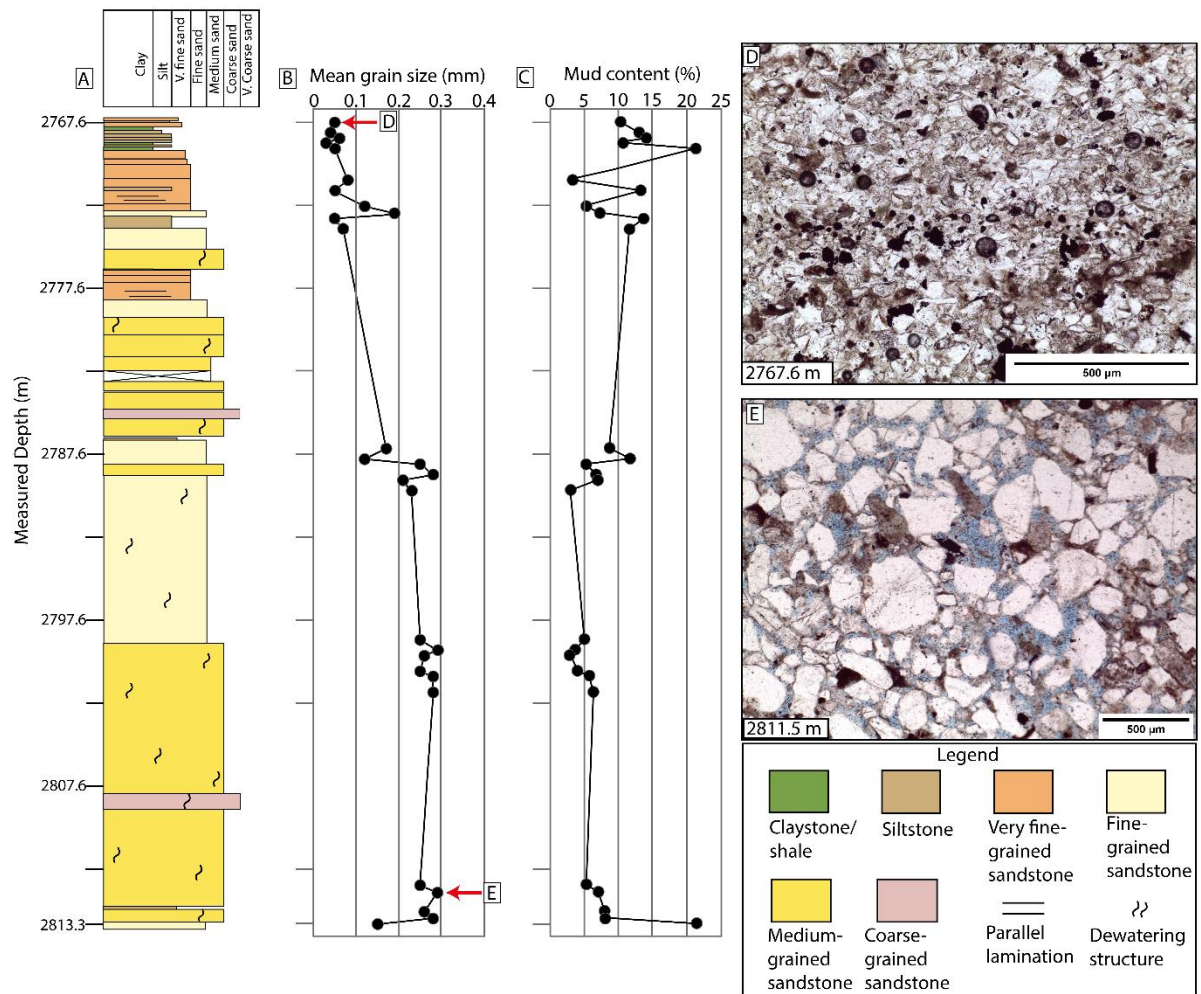 A
Clay
Silt
V. fine sand
Fine sand
Medium sand
Coarse sand
V. Coarse sand
Measured Depth (m)
2767.6
2777.6
2787.6
2797.6
2807.6
2813.3
B
Mean grain size (mm)
0 0.1 0.2 0.3 0.4
D
E
C
Mud content (%)
0 5 10 15 20 25
D
2767.6 m
500 µm
E
2811.5 m
500 µm
Legend
Claystone/
shale
Siltstone
Very fine-
grained
sandstone
Fine-
grained
sandstone
Medium-
grained
sandstone
Coarse-
grained
sandstone
Parallel
lamination
Dewatering
structure